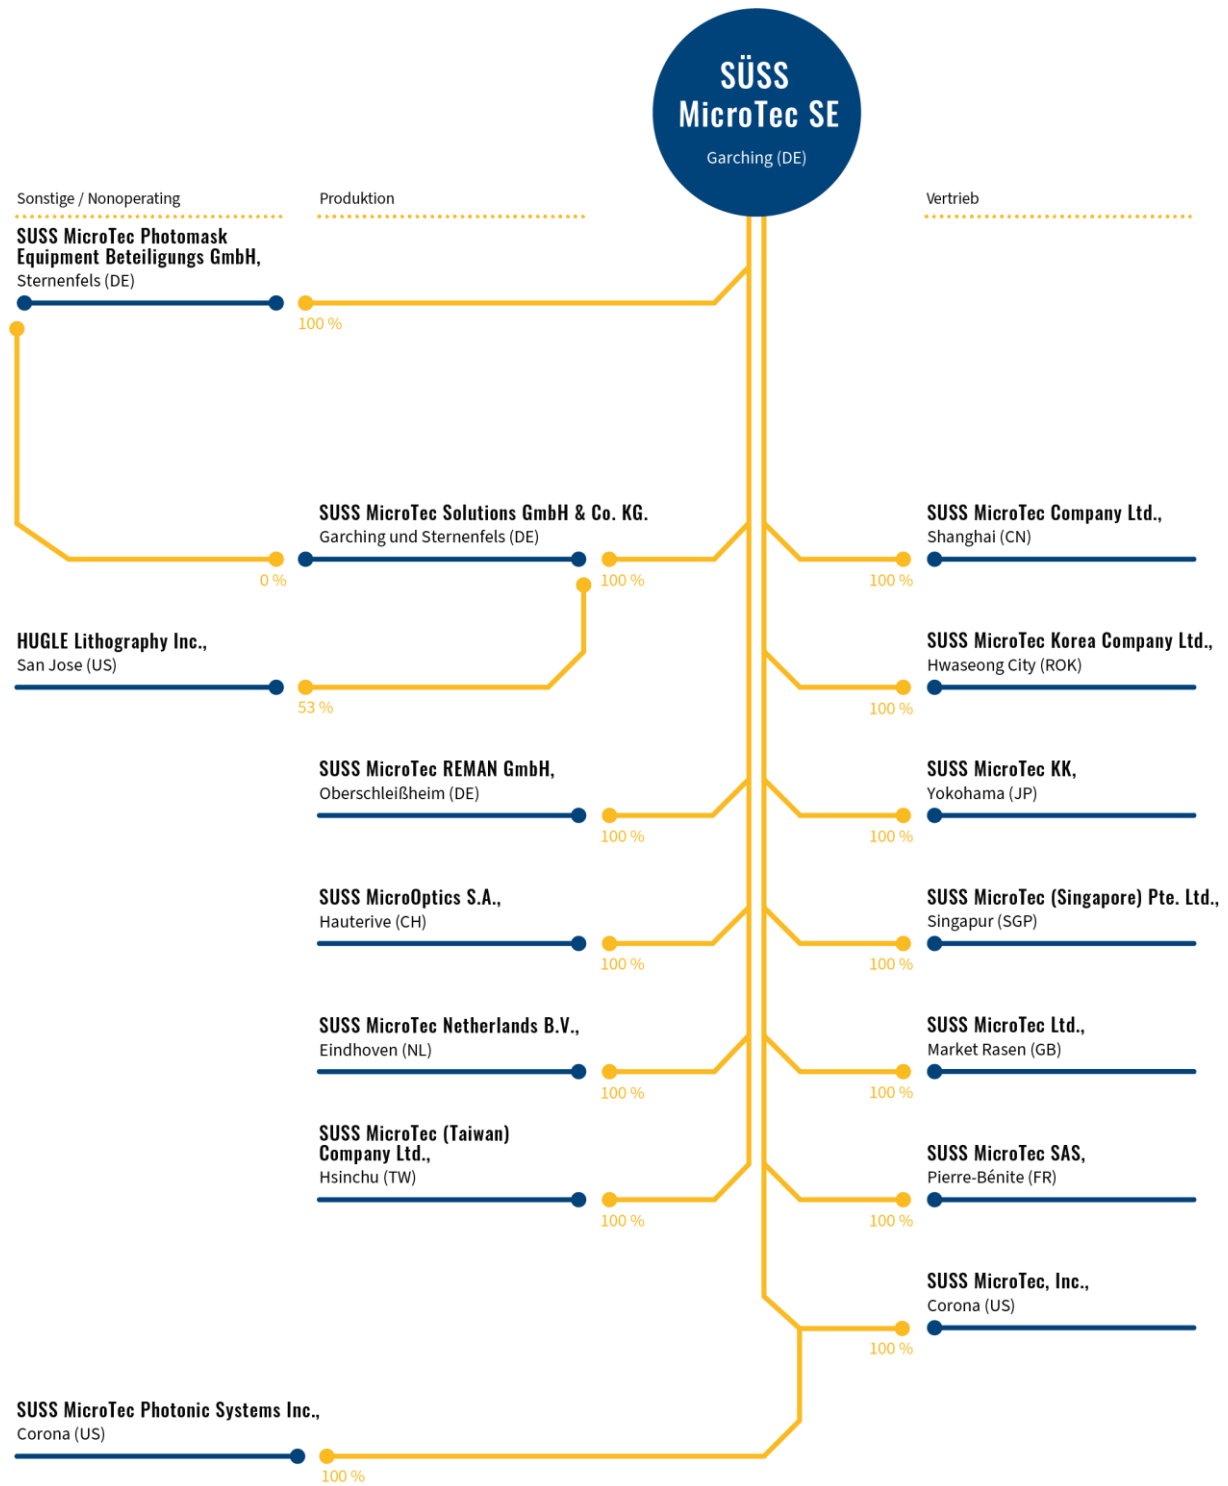 SÜSS
MicroTec SE
Garching (DE)
Sonstige / Nonoperating
Produktion
Vertrieb
SUSS MicroTec Photomask
Equipment Beteiligungs GmbH,
Sternenfels (DE)
100 %
SUSS MicroTec Solutions GmbH & Co. KG.
Garching und Sternenfels (DE)
0 %
100 %
SUSS MicroTec Company Ltd.,
Shanghai (CN)
100 %
HUGLE Lithography Inc.,
San Jose (US)
53 %
SUSS MicroTec Korea Company Ltd.,
Hwaseong City (ROK)
100 %
SUSS MicroTec REMAN GmbH,
Oberschleißheim (DE)
100 %
SUSS MicroTec KK,
Yokohama (JP)
100 %
SUSS MicroOptics S.A.,
Hauterive (CH)
100 %
SUSS MicroTec (Singapore) Pte. Ltd.,
Singapur (SGP)
100 %
SUSS MicroTec Netherlands B.V.,
Eindhoven (NL)
100 %
SUSS MicroTec Ltd.,
Market Rasen (GB)
100 %
SUSS MicroTec (Taiwan)
Company Ltd.,
Hsinchu (TW)
100 %
SUSS MicroTec SAS,
Pierre-Bénite (FR)
100 %
SUSS MicroTec, Inc.,
Corona (US)
100 %
SUSS MicroTec Photonic Systems Inc.,
Corona (US)
100 %